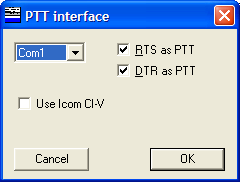 PTT interface
Com1
RTS as PTT
DTR as PTT
Use Icom CI-V
Cancel
OK